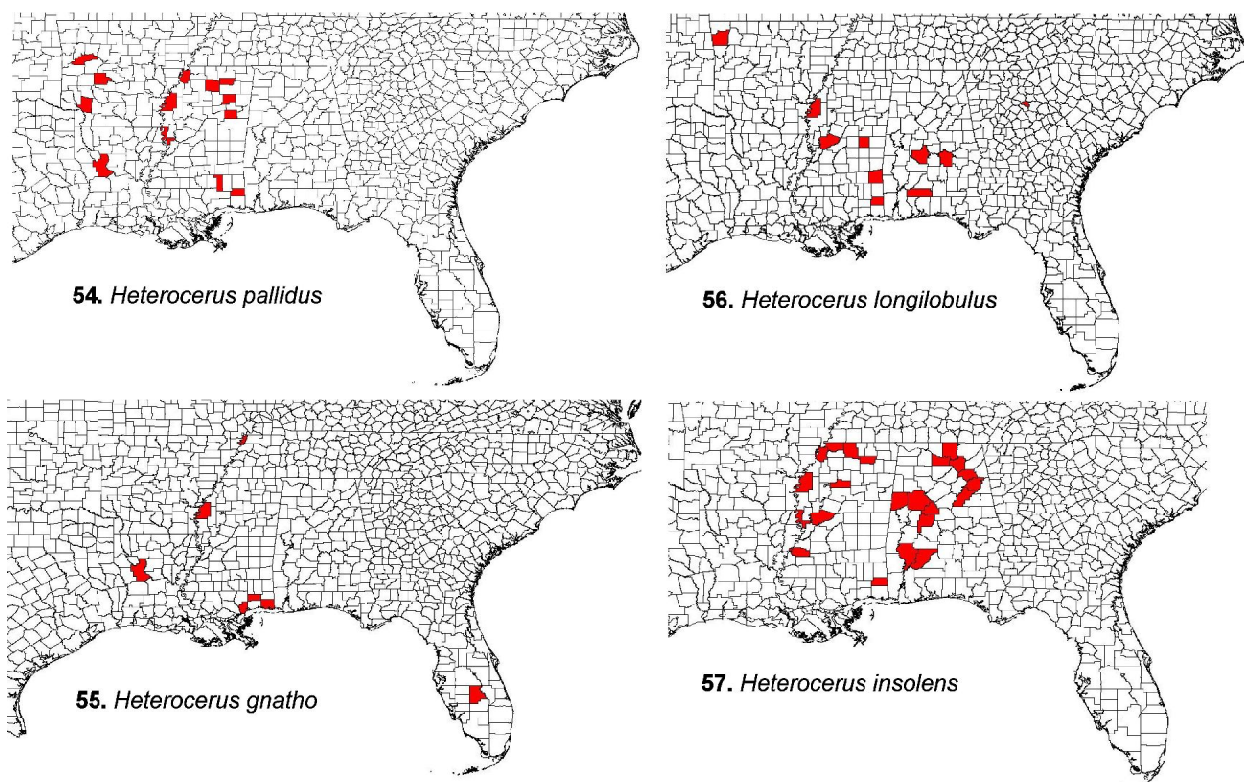 54. Heterocerus pallidus
56. Heterocerus longilobulus
55. Heterocerus gnatho
57. Heterocerus insolens